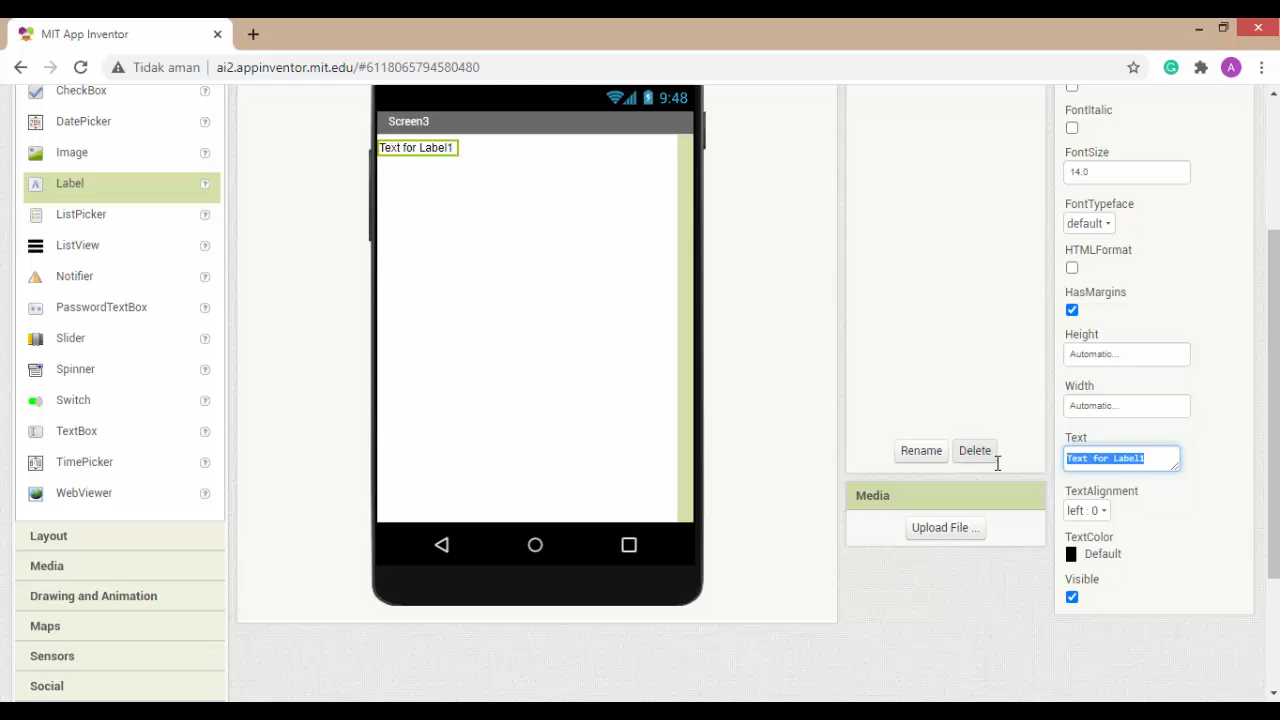 MIT App Inventor
Tidak aman
ai2.appinventor.mit.edu/#6118065794580480
A
CheckBox
DatePicker
Image
Label
ListPicker
ListView
Notifier
PasswordTextBox
Slider
Spinner
Switch
TextBox
TimePicker
WebViewer
Layout
Media
Drawing and Animation
Maps
Sensors
Social
9:48
Screen3
Text for Label1
Rename
Delete
Media
Upload File ...
FontItalic
FontSize
14.0
FontTypeface
default
HTMLFormat
HasMargins
Height
Automatic...
Width
Automatic...
Text
Text for Label1
TextAlignment
left : 0
TextColor
Default
Visible